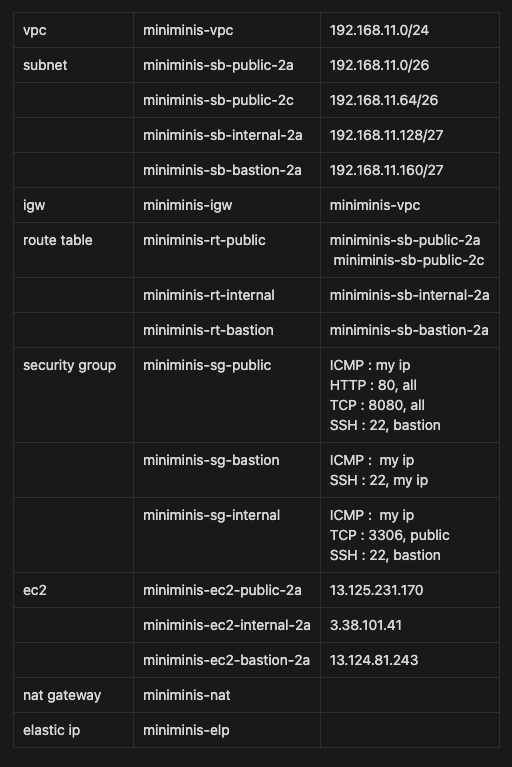 vpc miniminis-vpc 192.168.11.0/24
subnet miniminis-sb-public-2a 192.168.11.0/26
miniminis-sb-public-2c 192.168.11.64/26
miniminis-sb-internal-2a 192.168.11.128/27
miniminis-sb-bastion-2a 192.168.11.160/27
igw miniminis-igw miniminis-vpc
route table miniminis-rt-public miniminis-sb-public-2a
miniminis-sb-public-2c
miniminis-rt-internal miniminis-sb-internal-2a
miniminis-rt-bastion miniminis-sb-bastion-2a
security group miniminis-sg-public ICMP : my ip
HTTP : 80, all
TCP : 8080, all
SSH : 22, bastion
miniminis-sg-bastion ICMP :  my ip
SSH : 22, my ip
miniminis-sg-internal ICMP :  my ip
TCP : 3306, public
SSH : 22, bastion
ec2 miniminis-ec2-public-2a 13.125.231.170
miniminis-ec2-internal-2a 3.38.101.41
miniminis-ec2-bastion-2a 13.124.81.243
nat gateway miniminis-nat
elastic ip miniminis-elp